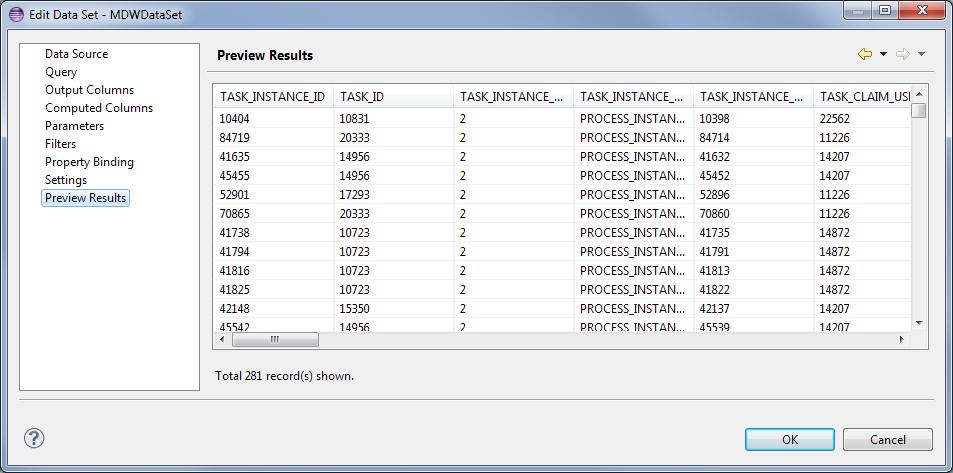 Edit Data Set - MDWDataSet
Data Source
Query
Output Columns
Computed Columns
Parameters
Filters
Property Binding
Settings
Preview Results
Preview Results
TASK_INSTANCE_ID TASK_ID TASK_INSTANCE_... TASK_INSTANCE_... TASK_INSTANCE_... TASK_CLAIM_USI
10404 10831 2 PROCESS_INSTAN... 10398 22562
84719 20333 2 PROCESS_INSTAN... 84714 11226
41635 14956 2 PROCESS_INSTAN... 41632 14207
45455 14956 2 PROCESS_INSTAN... 45452 14207
52901 17293 2 PROCESS_INSTAN... 52896 11226
70865 20333 2 PROCESS_INSTAN... 70860 11226
41738 10723 2 PROCESS_INSTAN... 41735 14872
41794 10723 2 PROCESS_INSTAN... 41791 14872
41816 10723 2 PROCESS_INSTAN... 41813 14872
41825 10723 2 PROCESS_INSTAN... 41822 14872
42148 15350 2 PROCESS_INSTAN... 42137 14207
45542 14956 2 PROCESS_INSTAN... 45539 14207
Total 281 record(s) shown.
OK Cancel